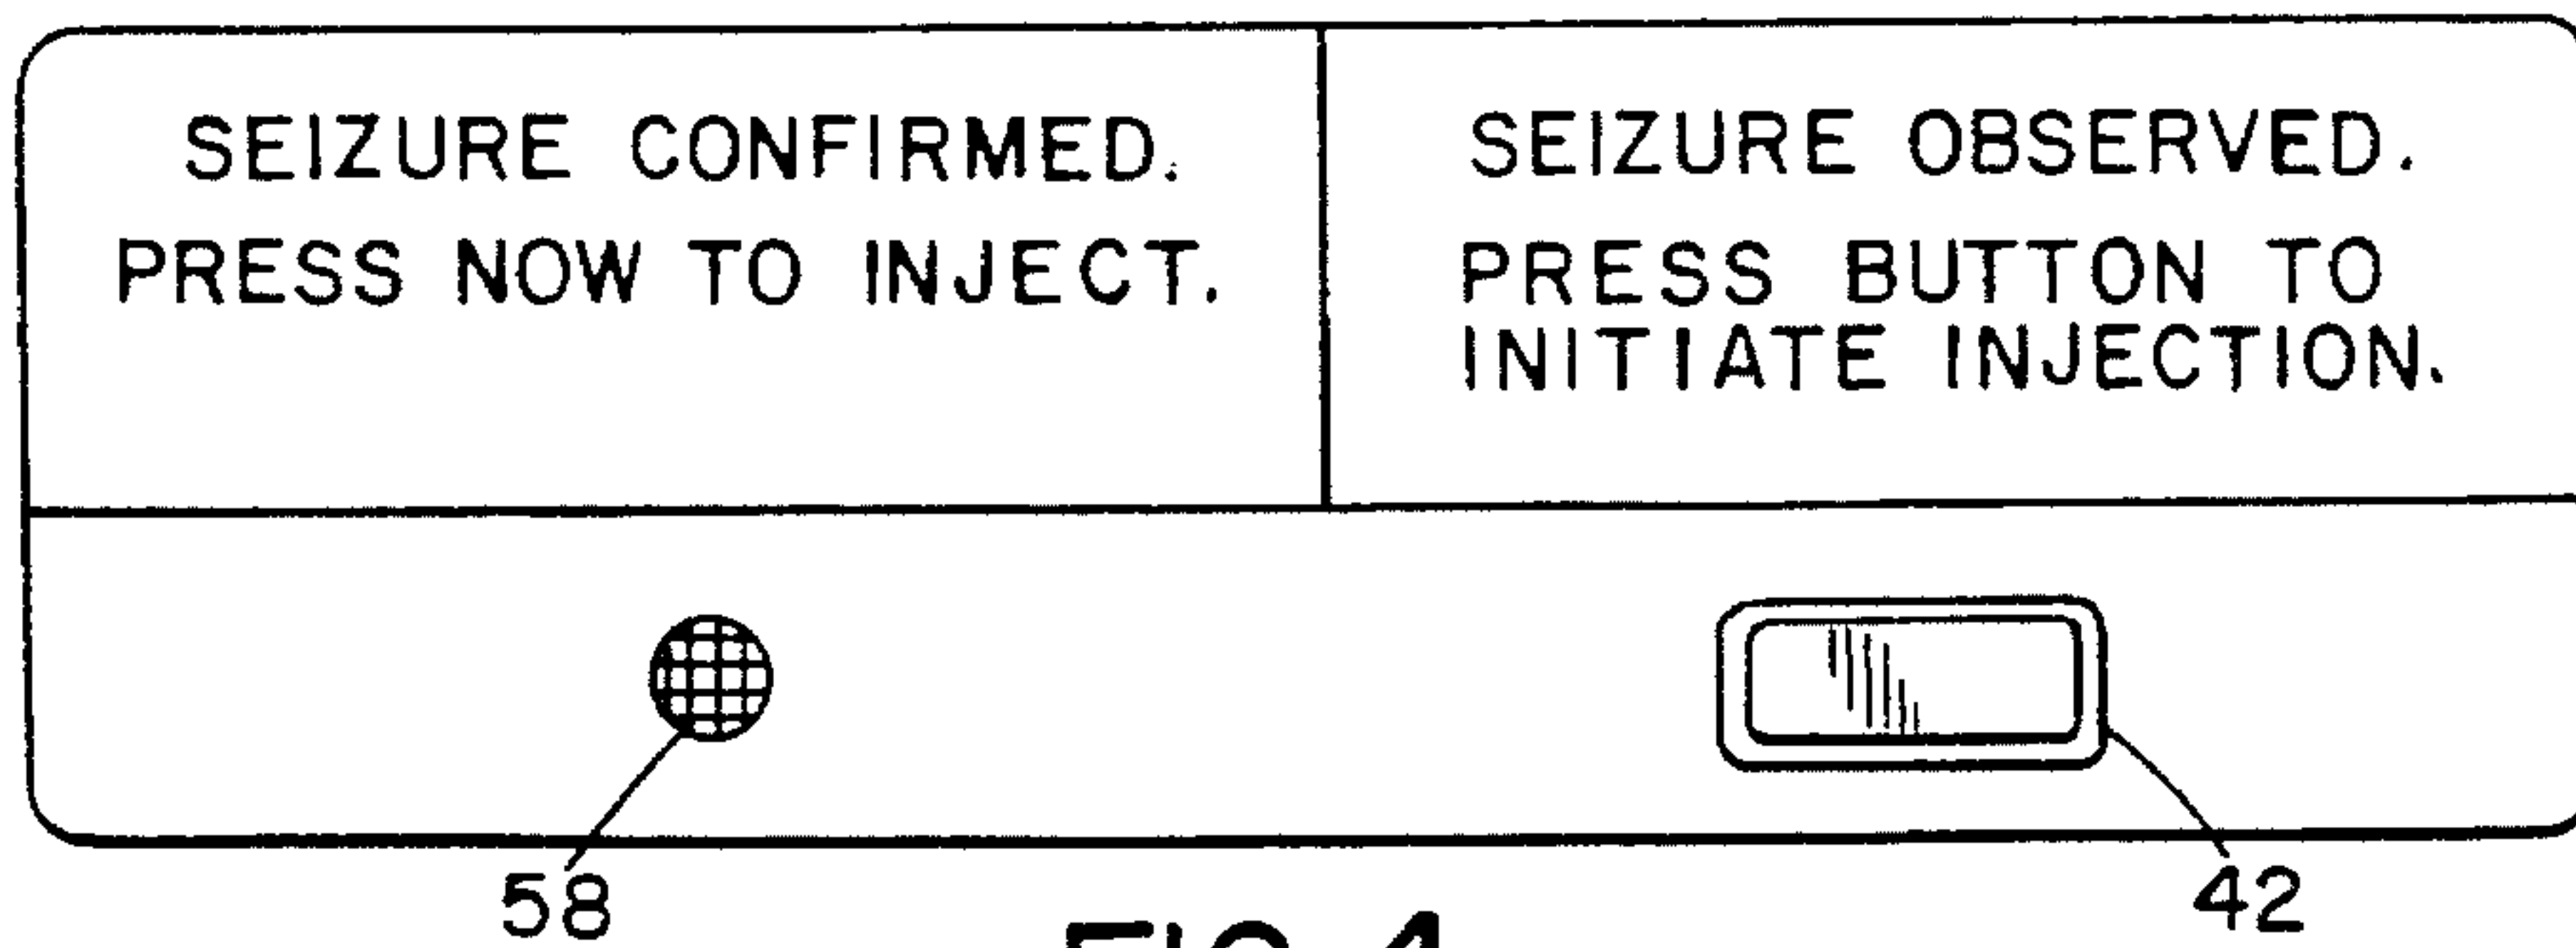 SEIZURE CONFIRMED.
PRESS NOW TO INJECT.
SEIZURE OBSERVED.
PRESS BUTTON TO
INITIATE INJECTION.
58
42